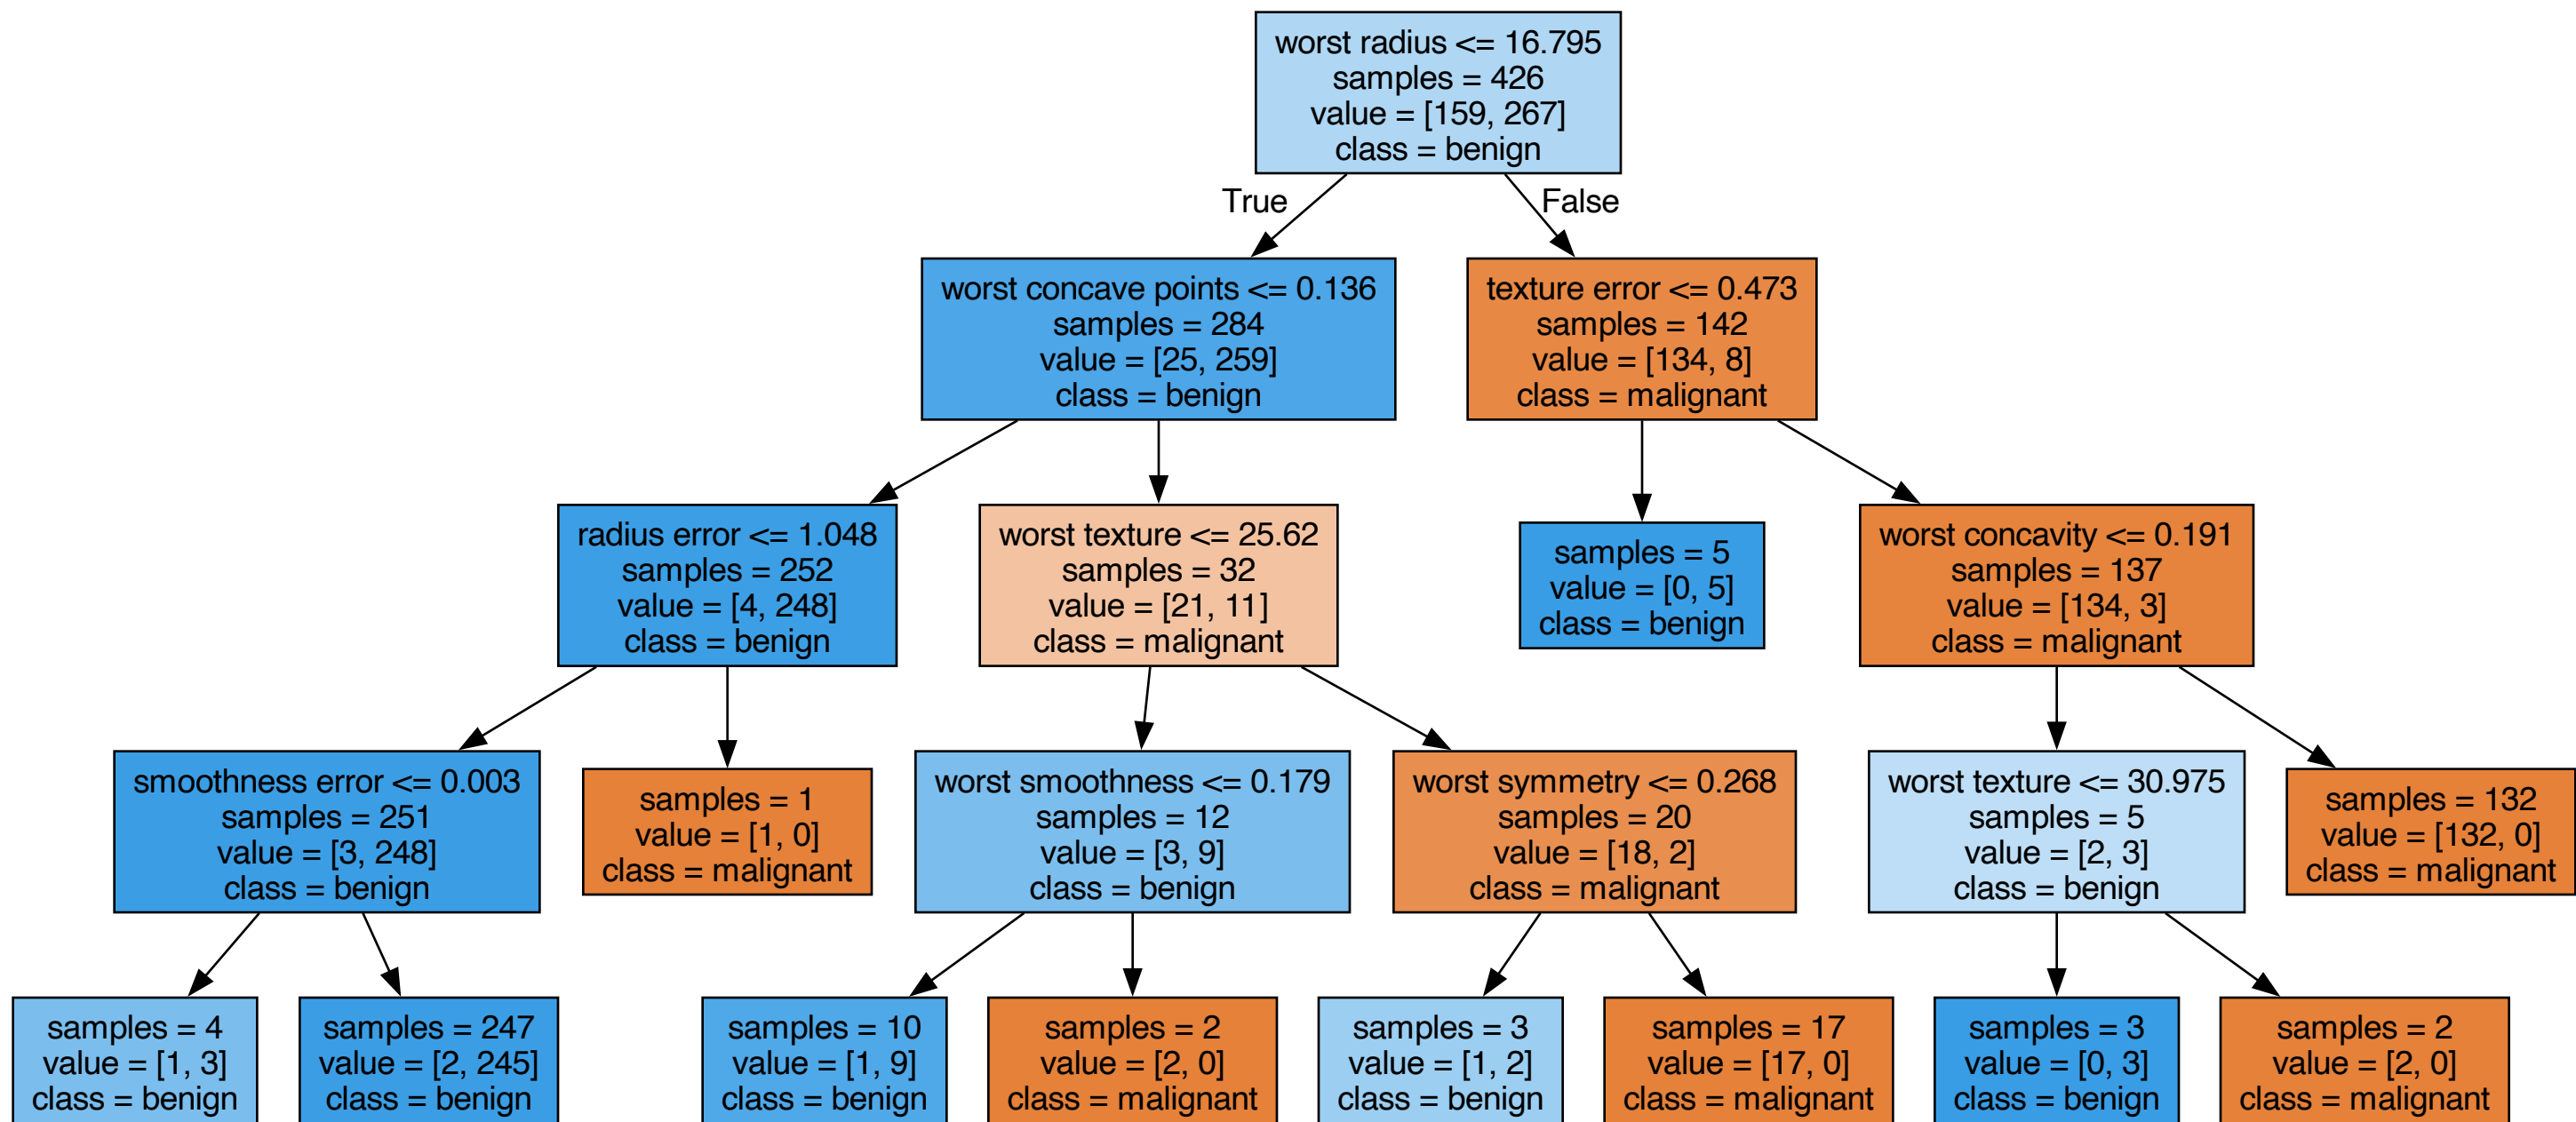 worst radius <= 16.795
samples = 426
value = [159, 267]
class = benign
True
False
worst concave points <= 0.136
samples = 284
value = [25, 259]
class = benign
texture error <= 0.473
samples = 142
value = [134, 8]
class = malignant
radius error <= 1.048
samples = 252
value = [4, 248]
class = benign
worst texture <= 25.62
samples = 32
value = [21, 11]
class = malignant
samples = 5
value = [0, 5]
class = benign
worst concavity <= 0.191
samples = 137
value = [134, 3]
class = malignant
smoothness error <= 0.003
samples = 251
value = [3, 248]
class = benign
samples = 1
value = [1, 0]
class = malignant
worst smoothness <= 0.179
samples = 12
value = [3, 9]
class = benign
worst symmetry <= 0.268
samples = 20
value = [18, 2]
class = malignant
worst texture <= 30.975
samples = 5
value = [2, 3]
class = benign
samples = 132
value = [132, 0]
class = malignant
samples = 4
value = [1, 3]
class = benign
samples = 247
value = [2, 245]
class = benign
samples = 10
value = [1, 9]
class = benign
samples = 2
value = [2, 0]
class = malignant
samples = 3
value = [1, 2]
class = benign
samples = 17
value = [17, 0]
class = malignant
samples = 3
value = [0, 3]
class = benign
samples = 2
value = [2, 0]
class = malignant